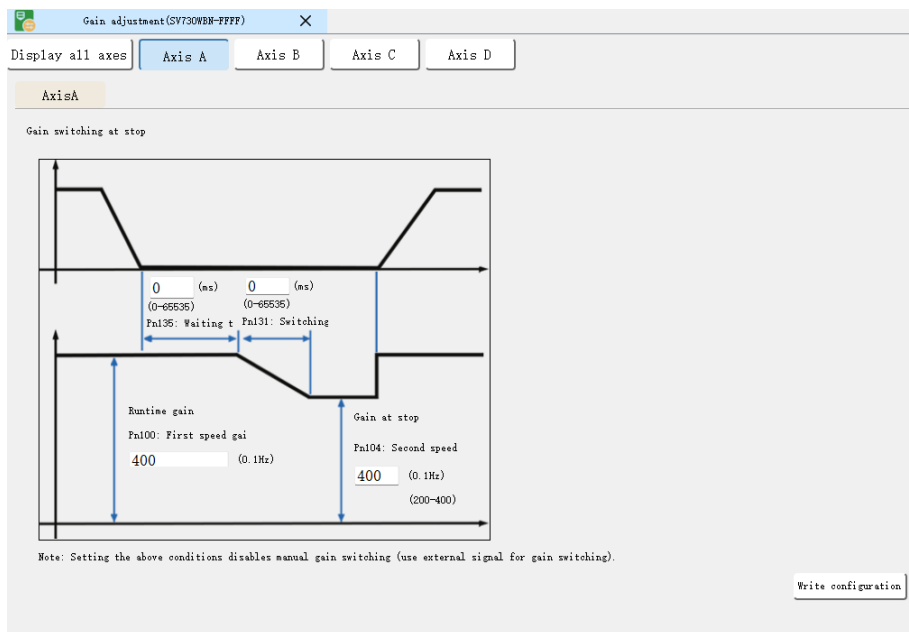 Gain adjustment(SV730WBN-FFFF)
Display all axes Axis A Axis B Axis C Axis D
AxisA
Gain switching at stop
0 (ms) 0 (ms)
(0-65535) (0-65535)
Pn135: Waiting t Pn131: Switching
Runtime gain
Pn100: First speed gai
400 (0.1Hz)
Gain at stop
Pn104: Second speed
400 (0.1Hz)
(200-400)
Note: Setting the above conditions disables manual gain switching (use external signal for gain switching).
Write configuration